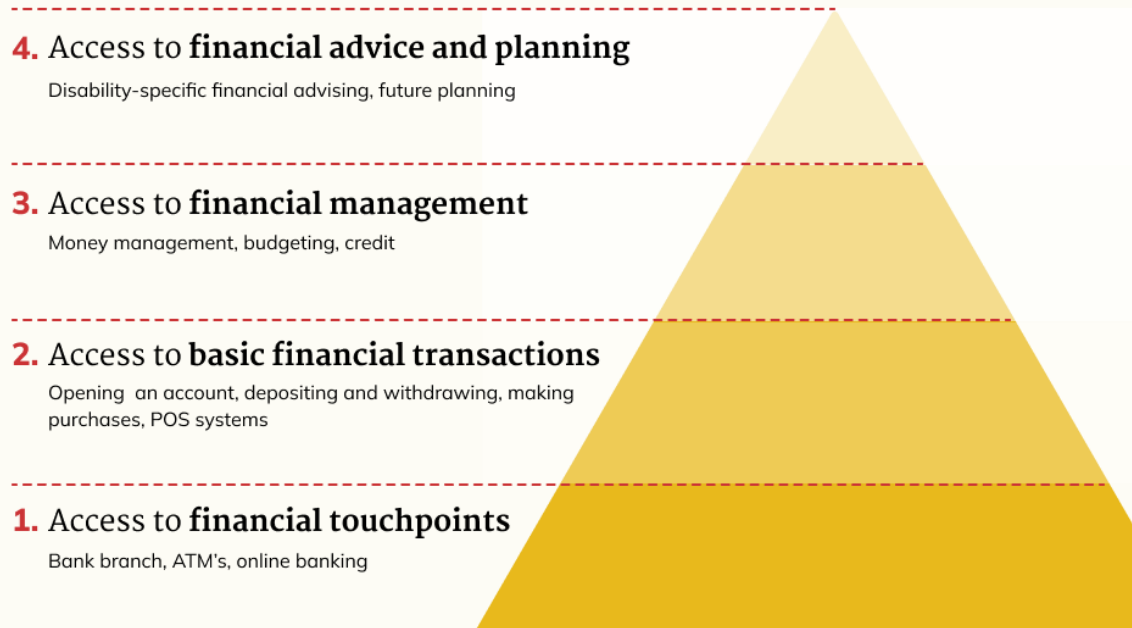 4. Access to financial advice and planning
Disability-specific financial advising, future planning
3. Access to financial management
Money management, budgeting, credit
2. Access to basic financial transactions
Opening  an account, depositing and withdrawing, making
purchases, POS systems
1. Access to financial touchpoints
Bank branch, ATM's, online banking